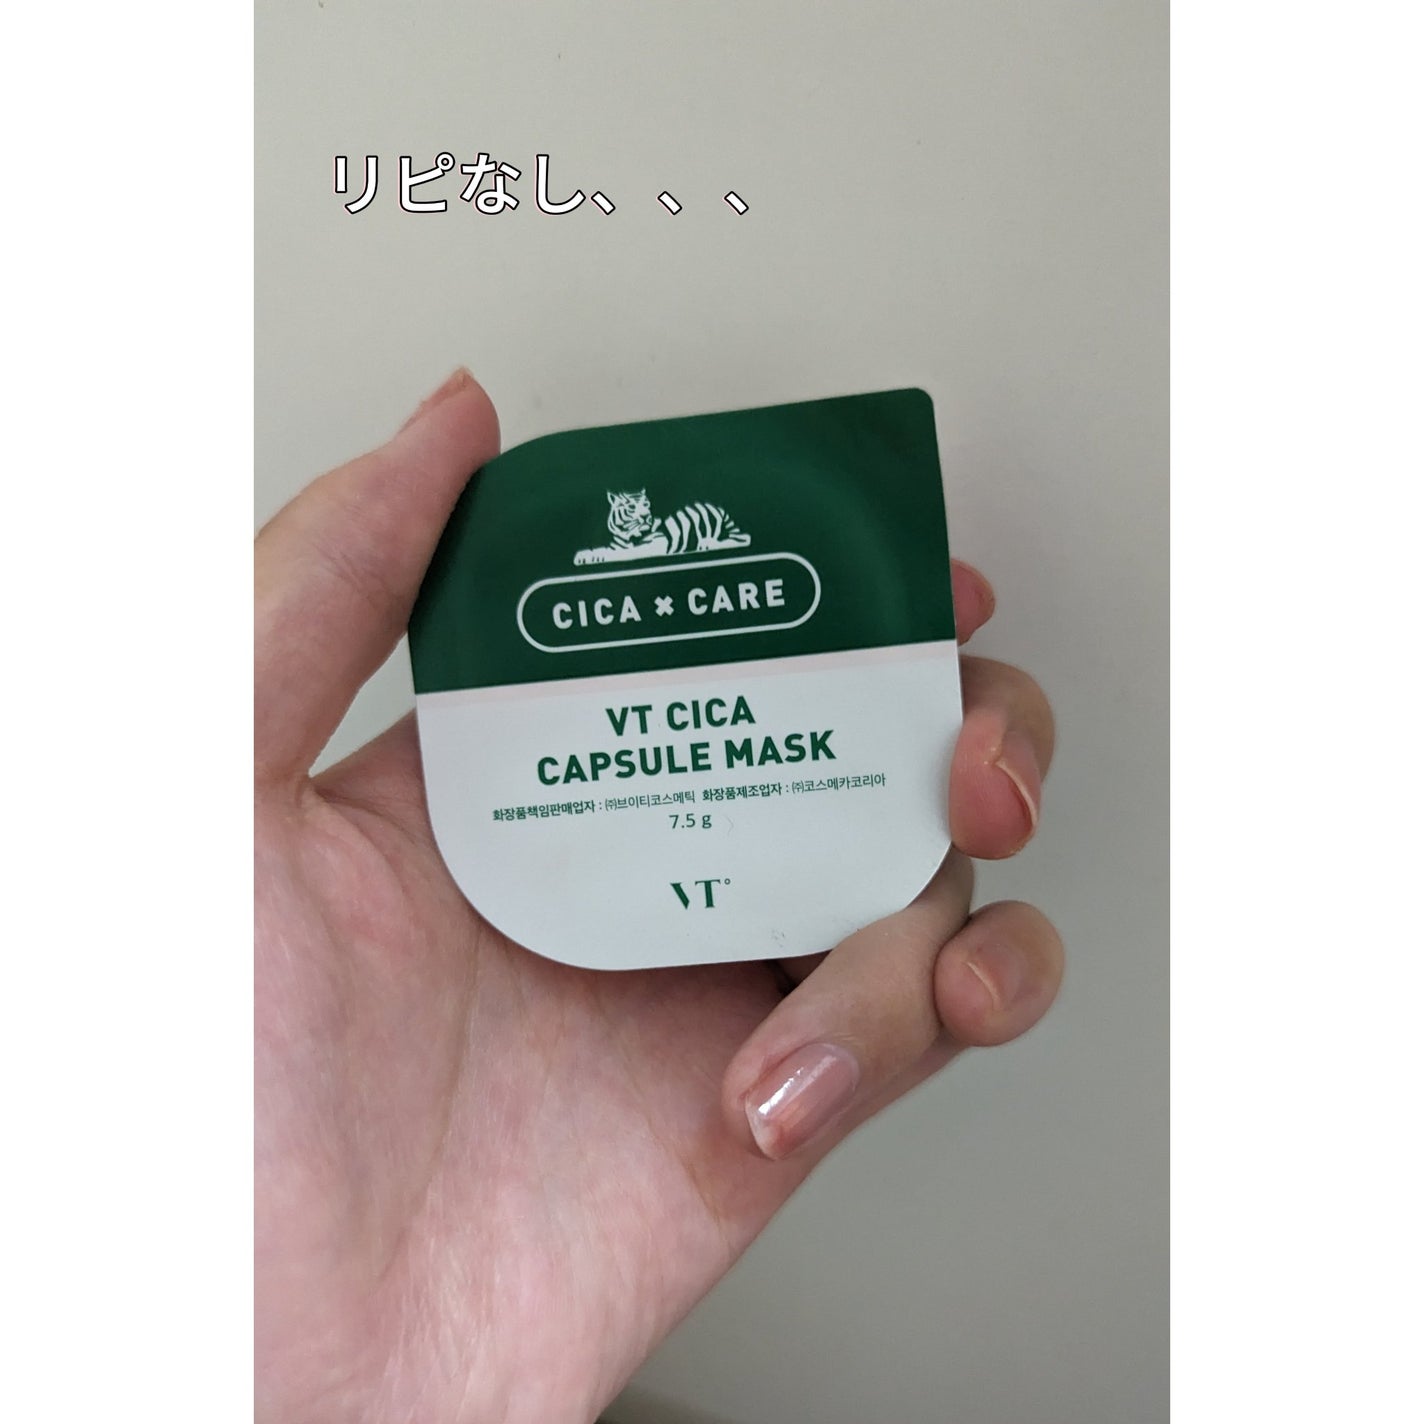 リピなし、、、
CICA × CARE
VT CICA
CAPSULE MASK
화장품책임판매업자 : ㈜브이티코스메틱 화장품제조업자 : ㈜코스메카코리아
7.5 g
VT°